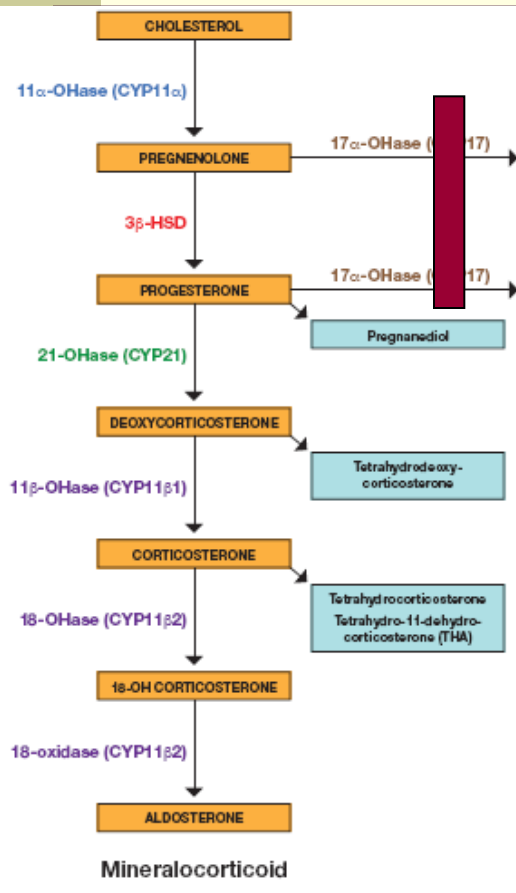 CHOLESTEROL
11α-OHase (CYP11α)
17α-OHase (    17)
PREGNENOLONE
3β-HSD
17α-OHase (    17)
PROGESTERONE
Pregnanediol
21-OHase (CYP21)
DEOXYCORTICOSTERONE
Tetrahydrodeoxy-
corticosterone
11β-OHase (CYP11β1)
CORTICOSTERONE
Tetrahydrocorticosterone
Tetrahydro-11-dehydro-
corticosterone (THA)
18-OHase (CYP11β2)
18-OH CORTICOSTERONE
18-oxidase (CYP11β2)
ALDOSTERONE
Mineralocorticoid